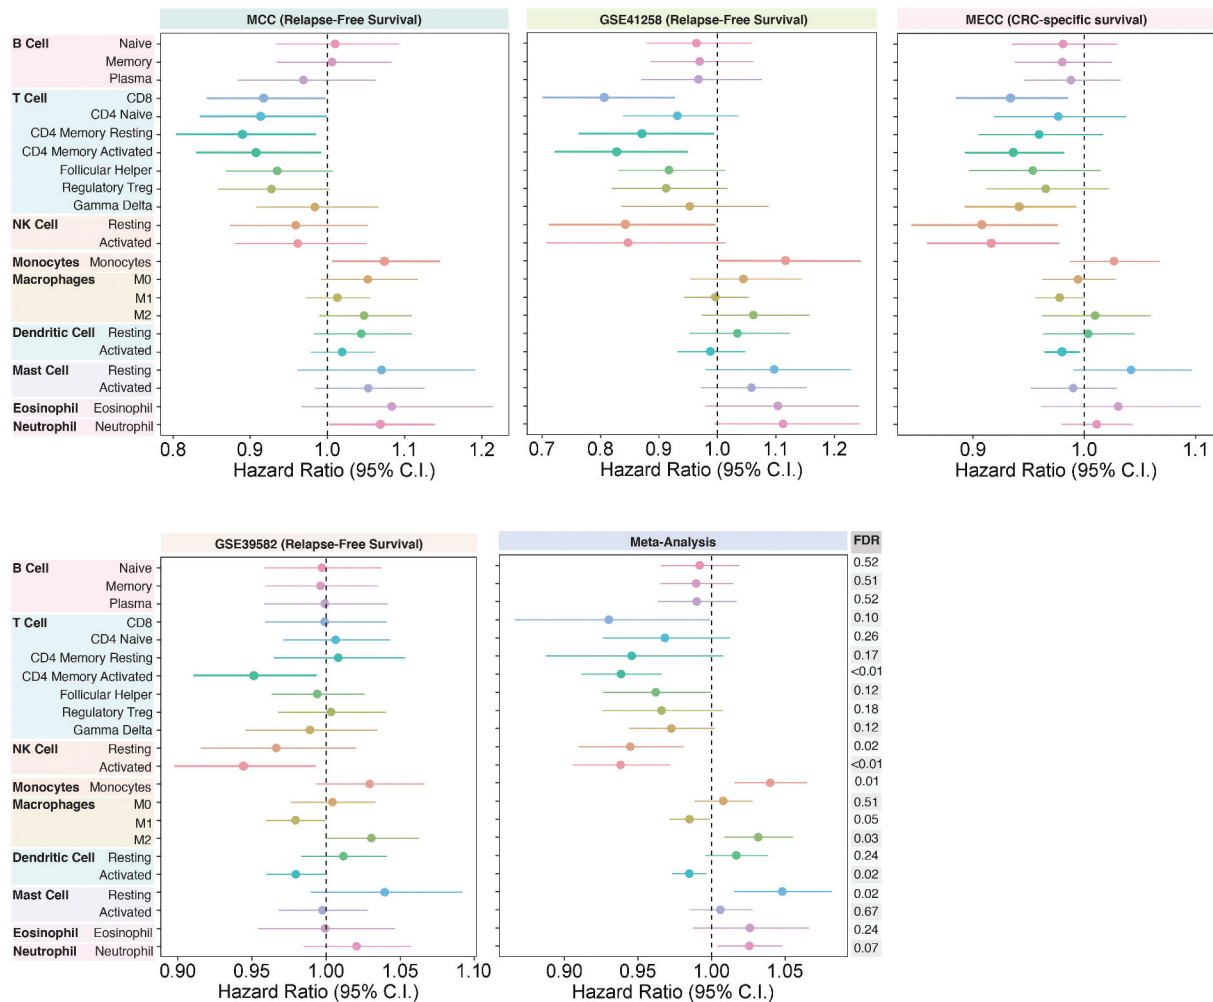 MCC (Relapse-Free Survival) GSE41258 (Relapse-Free Survival) MECC (CRC-specific survival)
B Cell Naive
Memory
Plasma
T Cell CD8
CD4 Naive
CD4 Memory Resting
CD4 Memory Activated
Follicular Helper
Regulatory Treg
Gamma Delta
NK Cell Resting
Activated
Monocytes Monocytes
Macrophages M0
M1
M2
Dendritic Cell Resting
Activated
Mast Cell Resting
Activated
Eosinophil Eosinophil
Neutrophil Neutrophil
0.8 0.9 1.0 1.1 1.2 0.7 0.8 0.9 1.0 1.1 1.2 0.9 1.0 1.1
Hazard Ratio (95% C.I.) Hazard Ratio (95% C.I.) Hazard Ratio (95% C.I.)
GSE39582 (Relapse-Free Survival) Meta-Analysis FDR
B Cell Naive 0.52
Memory 0.51
Plasma 0.52
T Cell CD8 0.10
CD4 Naive 0.26
CD4 Memory Resting 0.17
CD4 Memory Activated <0.01
Follicular Helper 0.12
Regulatory Treg 0.18
Gamma Delta 0.12
NK Cell Resting 0.02
Activated <0.01
Monocytes Monocytes 0.01
Macrophages M0 0.51
M1 0.05
M2 0.03
Dendritic Cell Resting 0.24
Activated 0.02
Mast Cell Resting 0.02
Activated 0.67
Eosinophil Eosinophil 0.24
Neutrophil Neutrophil 0.07
0.90 0.95 1.00 1.05 1.10 0.90 0.95 1.00 1.05
Hazard Ratio (95% C.I.) Hazard Ratio (95% C.I.)